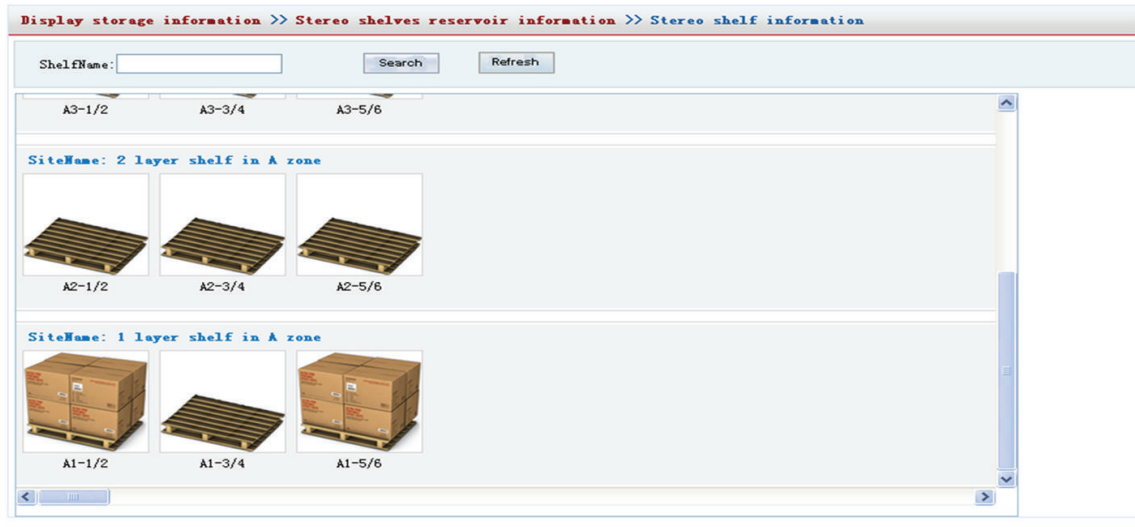 Display storage information >> Stereo shelves reservoir information >> Stereo shelf information
ShelfName: Search Refresh
A3-1/2 A3-3/4 A3-5/6
SiteName: 2 layer shelf in A zone
A2-1/2 A2-3/4 A2-5/6
SiteName: 1 layer shelf in A zone
A1-1/2 A1-3/4 A1-5/6